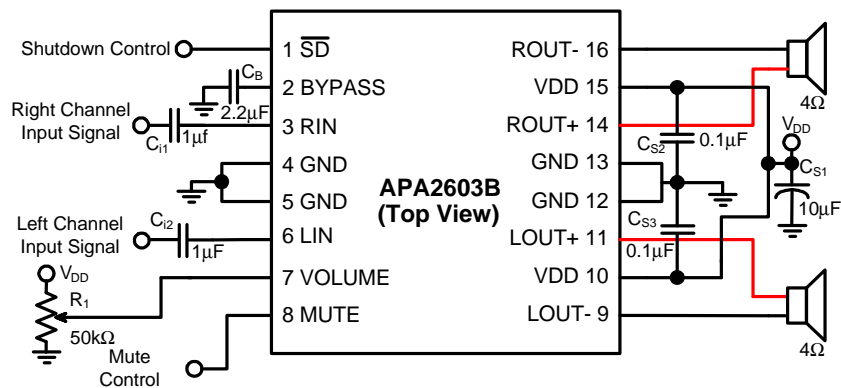 Shutdown Control
1 SD
C_B
2 BYPASS
2.2μF
Right Channel
Input Signal
C_i1
1μf
3 RIN
4 GND
5 GND
C_i2
Left Channel
Input Signal
1μF
6 LIN
V_DD
R_1
50kΩ
7 VOLUME
8 MUTE
Mute
Control
APA2603B
(Top View)
ROUT- 16
VDD 15
ROUT+ 14
GND 13
GND 12
LOUT+ 11
VDD 10
LOUT- 9
4Ω
C_S2
0.1μF
V_DD
C_S1
10μF
C_S3
0.1μF
4Ω